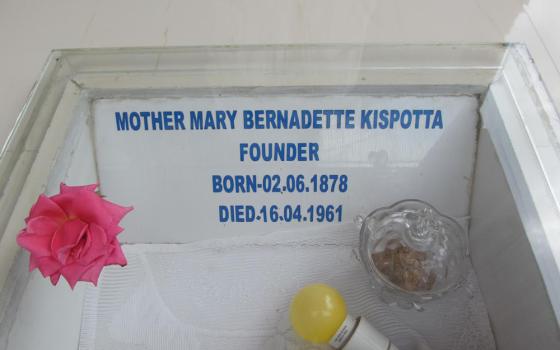 MOTHER MARY BERNADETTE KISPOTTA
FOUNDER
BORN-02.06.1878
DIED-16.04.1961